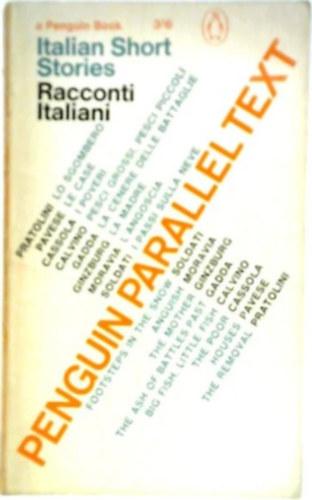 a Penguin Book 3'6
Italian Short
Stories
Racconti
Italiani
PRATOLINI LO SGOMBERO
PAVESE LE CASE
CASSOLA POVERI
CALVINO PESCI GROSSI, PESCI PICCOLI
GADDA LA CENERE DELLE BATTAGLIE
GINZBURG LA MADRE
MORAVIA ANGOSCIA
SOLDATI I PASSI SULLA NEVE
PENGUIN PARALLEL TEXT
FOOTSTEPS IN THE SNOW SOLDATI
ANGUISH MORAVIA
THE MOTHER GINZBURG
THE ASH OF BATTLES PAST GADDA
BIG FISH, LITTLE FISH CALVINO
THE POOR CASSOLA
HOUSES PAVESE
THE REMOVAL PRATOLINI